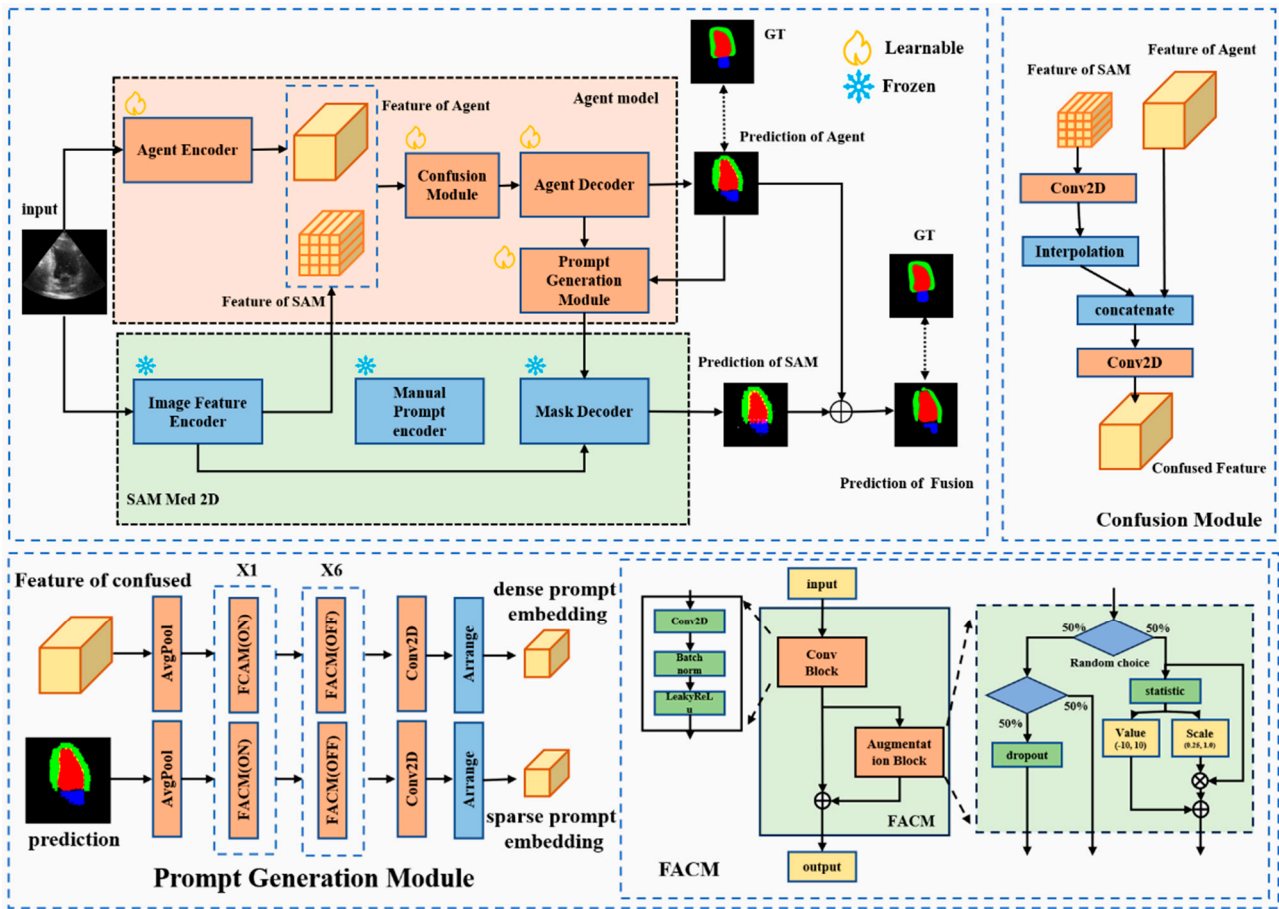 GT
Learnable
Frozen
Feature of Agent
Agent model
Agent Encoder
Confusion
Module
Agent Decoder
Prediction of Agent
input
Feature of SAM
Prompt
Generation
Module
GT
Prediction of SAM
Image Feature
Encoder
Manual
Prompt
encoder
Mask Decoder
SAM Med 2D
Prediction of Fusion
Feature of SAM
Feature of Agent
Conv2D
Interpolation
concatenate
Conv2D
Confused Feature
Confusion Module
Feature of confused
X1
X6
dense prompt
embedding
AvgPool
FCAM(ON)
FACM(OFF)
Conv2D
Arrange
AvgPool
FACM(ON)
FACM(OFF)
Conv2D
Arrange
prediction
sparse prompt
embedding
Prompt Generation Module
input
Conv2D
Batch
norm
LeakyReL
u
Conv
Block
Augmentat
ion Block
FACM
output
FACM
50%
50%
Random choice
50%
50%
dropout
statistic
Value
(-10, 10)
Scale
(0.25, 1.0)